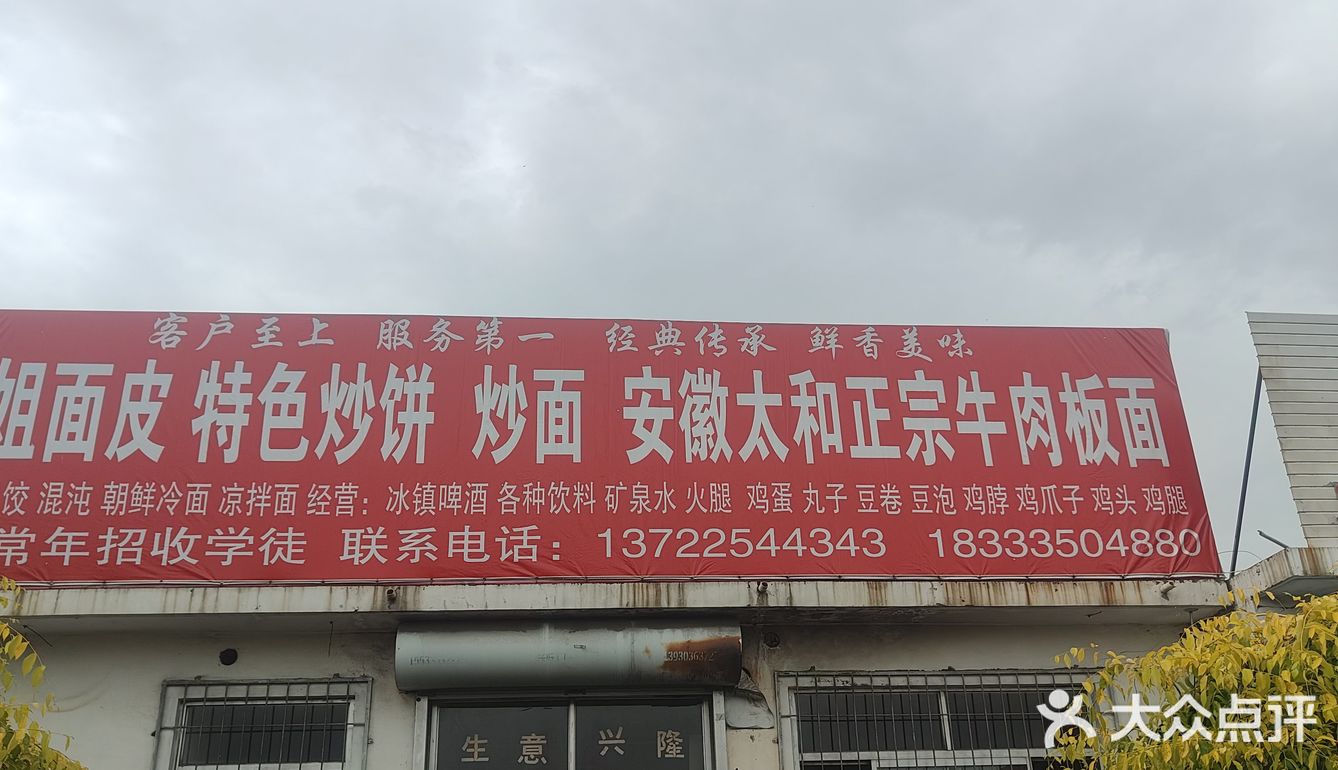 客户至上 服务第一 经典传承 鲜香美味
姐面皮 特色炒饼 炒面 安徽太和正宗牛肉板面
饺 混沌 朝鲜冷面 凉拌面 经营：冰镇啤酒 各种饮料 矿泉水 火腿 鸡蛋 丸子 豆卷 豆泡 鸡脖 鸡爪子 鸡头 鸡腿
常年招收学徒 联系电话：13722544343 18333504880
生意兴隆
大众点评